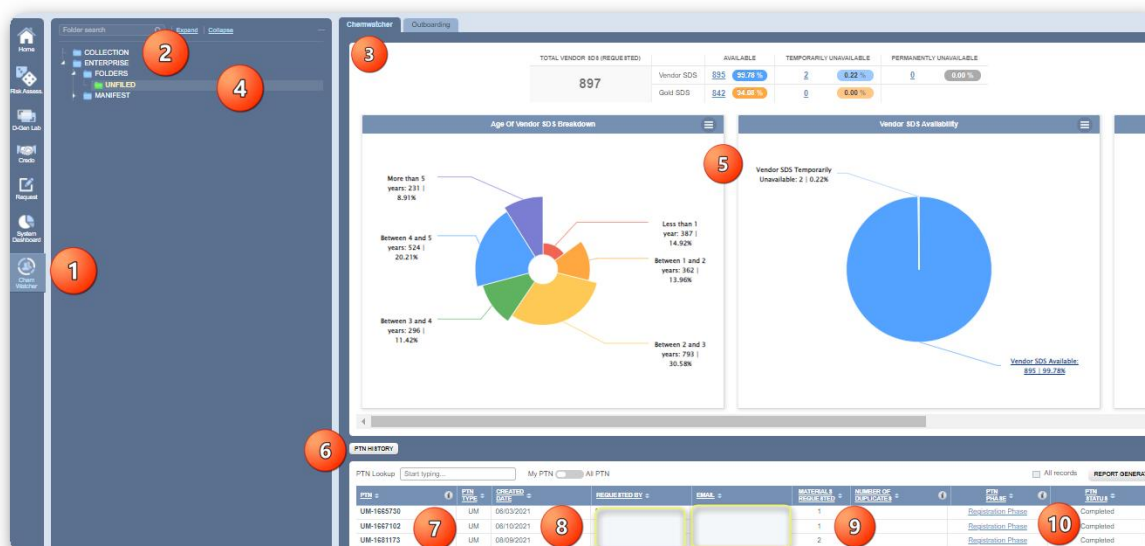 Home
Risk Assess.
D-Gen Lab
Credo
Request
System
Dashboard
Chem
Watcher
1
Folder search
Expand | Collapse
COLLECTION
ENTERPRISE
FOLDERS
UNFILED
MANIFEST
2
4
Chemwatcher
Outboarding
3
TOTAL VENDOR SDS (REQUESTED)
AVAILABLE
TEMPORARILY UNAVAILABLE
PERMANENTLY UNAVAILABLE
897
Vendor SDS 895 99.78 % 2 0.22 % 0 0.00 %
Gold SDS 842 94.08 % 0 0.00 %
Age Of Vendor SDS Breakdown
More than 5
years: 231 |
8.91%
Less than 1
year: 387 |
14.92%
Between 4 and 5
years: 524 |
20.21%
Between 1 and 2
years: 362 |
13.96%
Between 3 and 4
years: 296 |
11.42%
Between 2 and 3
years: 793 |
30.58%
Vendor SDS Availability
5
Vendor SDS Temporarily
Unavailable: 2 | 0.22%
Vendor SDS Available:
895 | 99.78%
6
PTN HISTORY
PTN Lookup Start typing... My PTN All PTN All records REPORT GENERA
PTN PTN TYPE CREATED DATE REQUESTED BY EMAIL MATERIALS REQUESTED NUMBER OF DUPLICATES PTN PHASE PTN STATUS
UM-1665730 UM 08/03/2021 1 Registration Phase Completed
UM-1667102 UM 08/10/2021 1 Registration Phase Completed
UM-1681173 UM 08/09/2021 2 Registration Phase Completed
7
8
9
10